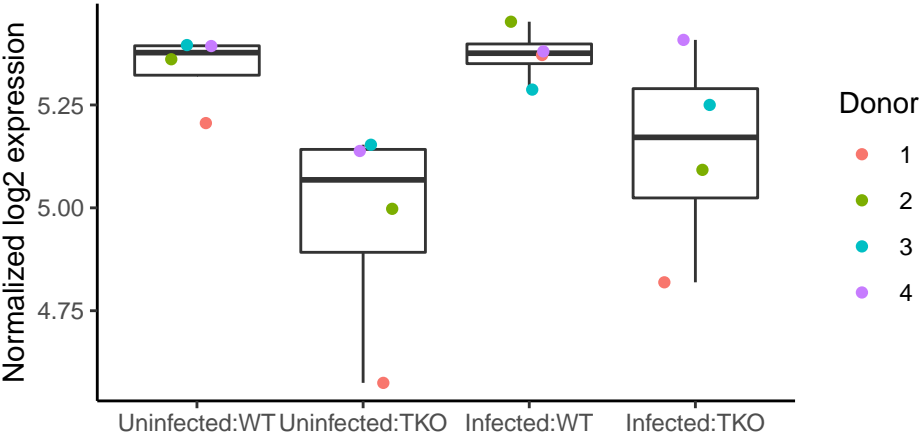 Normalized log2 expression
5.25
5.00
4.75
Uninfected:WT Uninfected:TKO Infected:WT Infected:TKO
Donor
1
2
3
4